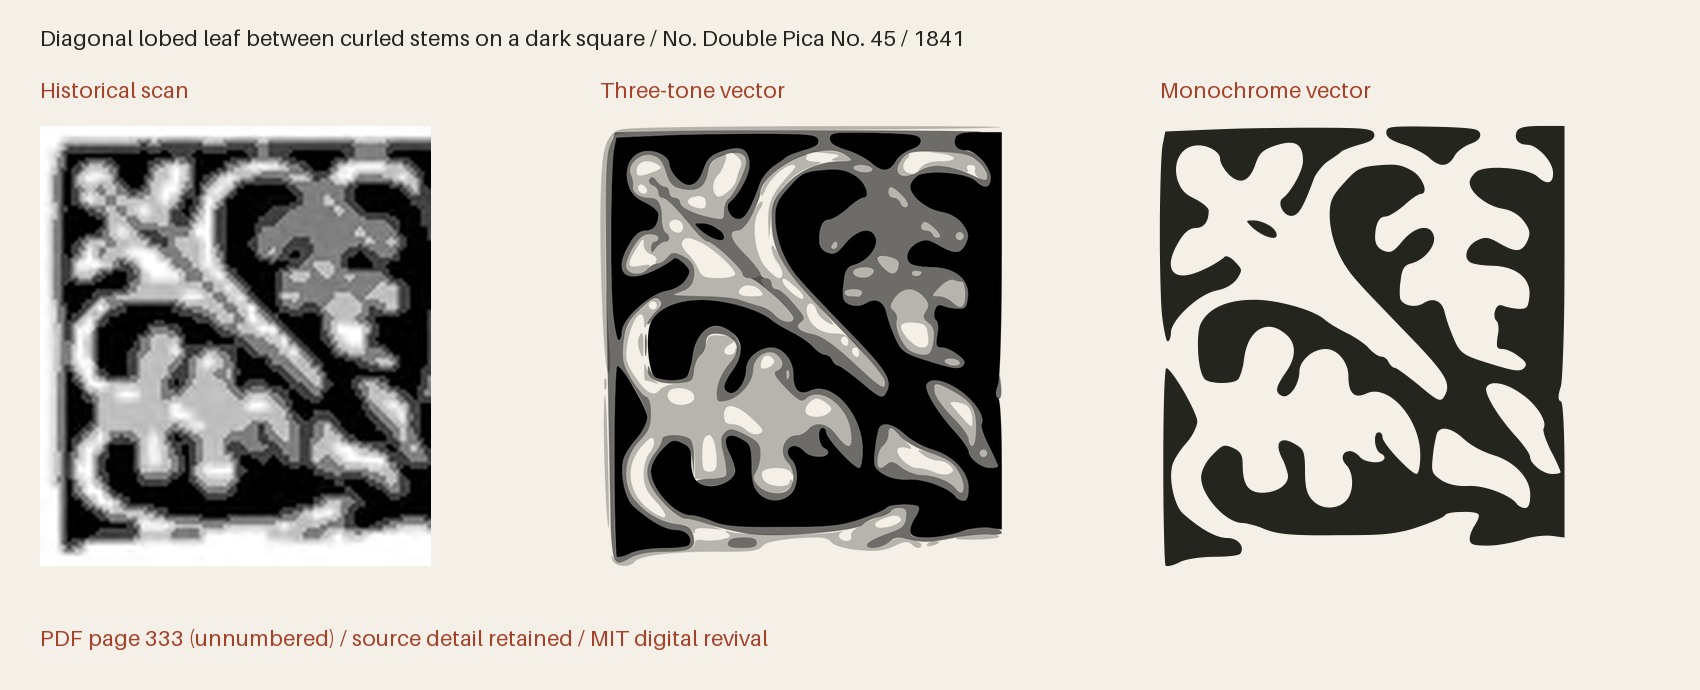 Diagonal lobed leaf between curled stems on a dark square / No. Double Pica No. 45 / 1841
Historical scan
Three-tone vector
Monochrome vector
PDF page 333 (unnumbered) / source detail retained / MIT digital revival